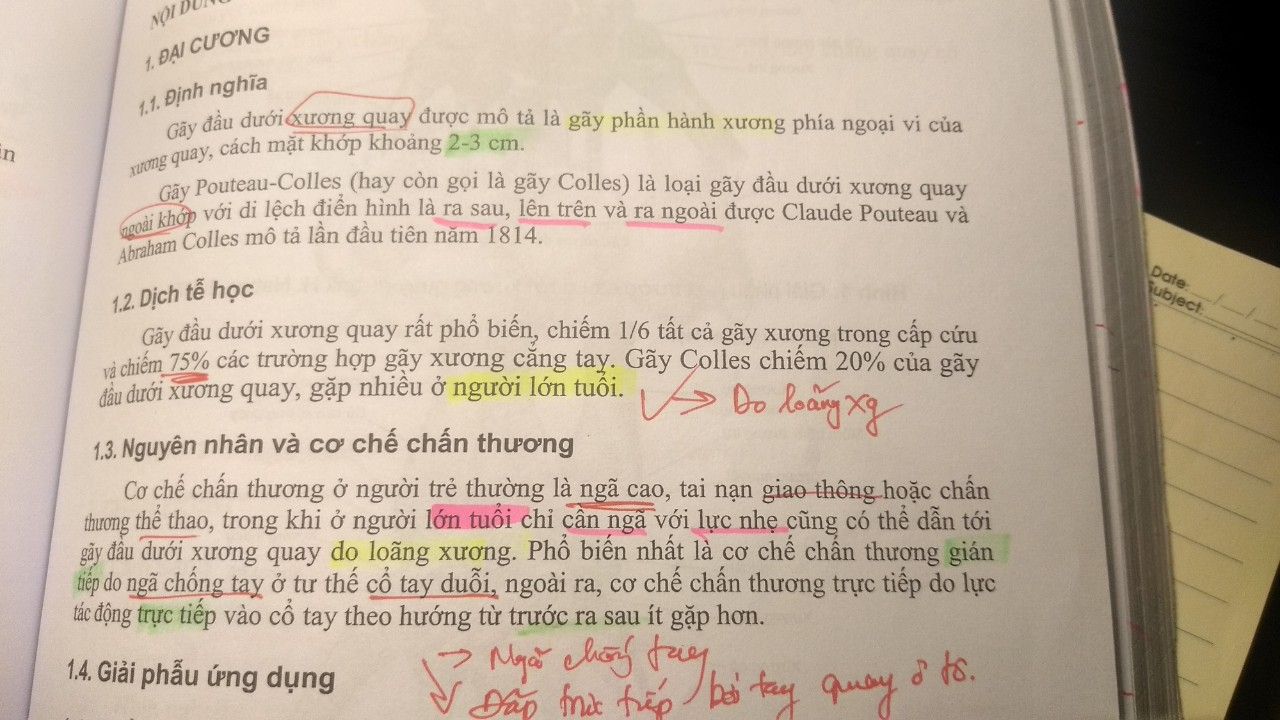 NỘI DUNG
1. ĐẠI CƯƠNG
1.1. Định nghĩa
Gãy đầu dưới xương quay được mô tả là gãy phần hành xương phía ngoại vi của
xương quay, cách mặt khớp khoảng 2-3 cm.
Gãy Pouteau-Colles (hay còn gọi là gãy Colles) là loại gãy đầu dưới xương quay
ngoài khớp với di lệch điển hình là ra sau, lên trên và ra ngoài được Claude Pouteau và
Abraham Colles mô tả lần đầu tiên năm 1814.
1.2. Dịch tễ học
Gãy đầu dưới xương quay rất phổ biến, chiếm 1/6 tất cả gãy xương trong cấp cứu
và chiếm 75% các trường hợp gãy xương cẳng tay. Gãy Colles chiếm 20% của gãy
đầu dưới xương quay, gặp nhiều ở người lớn tuổi.
Do loãng xg
1.3. Nguyên nhân và cơ chế chấn thương
Cơ chế chấn thương ở người trẻ thường là ngã cao, tai nạn giao thông hoặc chấn
thương thể thao, trong khi ở người lớn tuổi chỉ cần ngã với lực nhẹ cũng có thể dẫn tới
gãy đầu dưới xương quay do loãng xương. Phổ biến nhất là cơ chế chấn thương gián
tiếp do ngã chống tay ở tư thế cổ tay duỗi, ngoài ra, cơ chế chấn thương trực tiếp do lực
tác động trực tiếp vào cổ tay theo hướng từ trước ra sau ít gặp hơn.
→ Ngã chống tay
1.4. Giải phẫu ứng dụng
trực tiếp tay quay ô tô.
in
Date:
Subject: